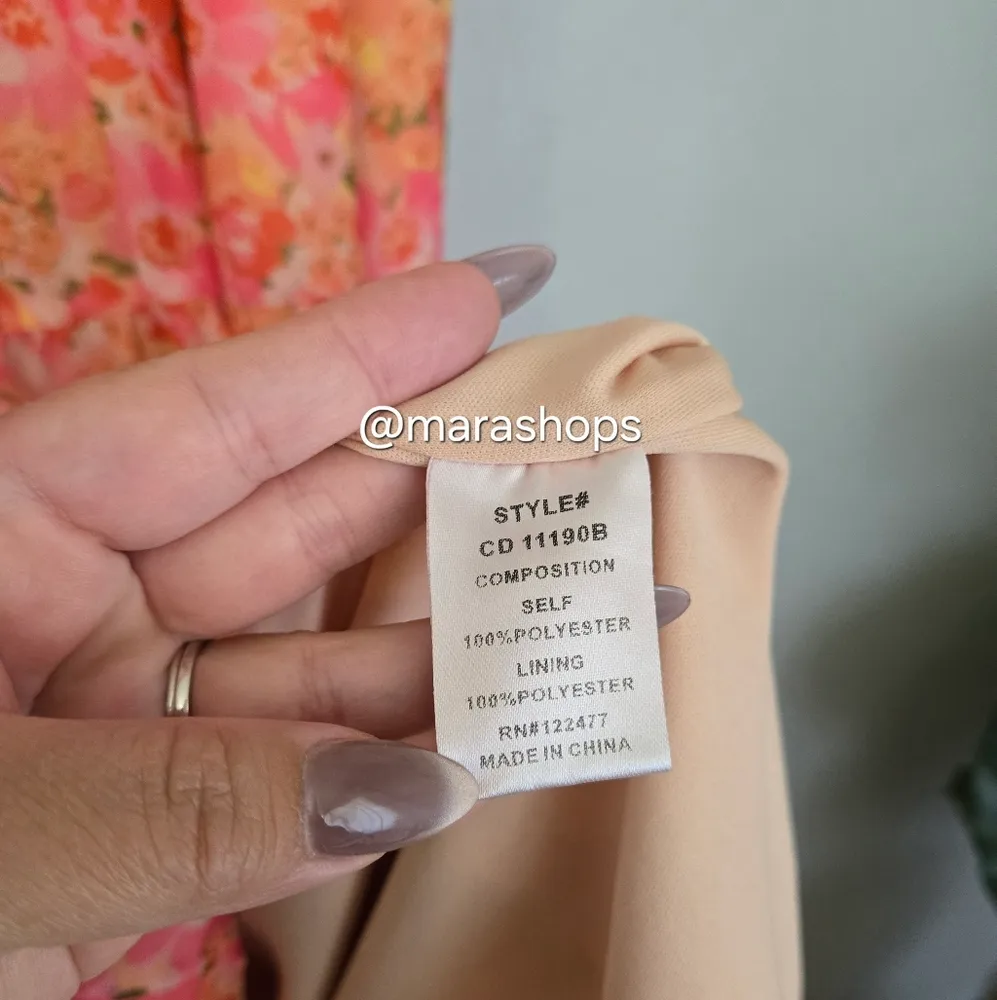 @marashops
STYLE#
CD 11190B
COMPOSITION
SELF
100%POLYESTER
LINING
100%POLYESTER
RN#122477
MADE IN CHINA